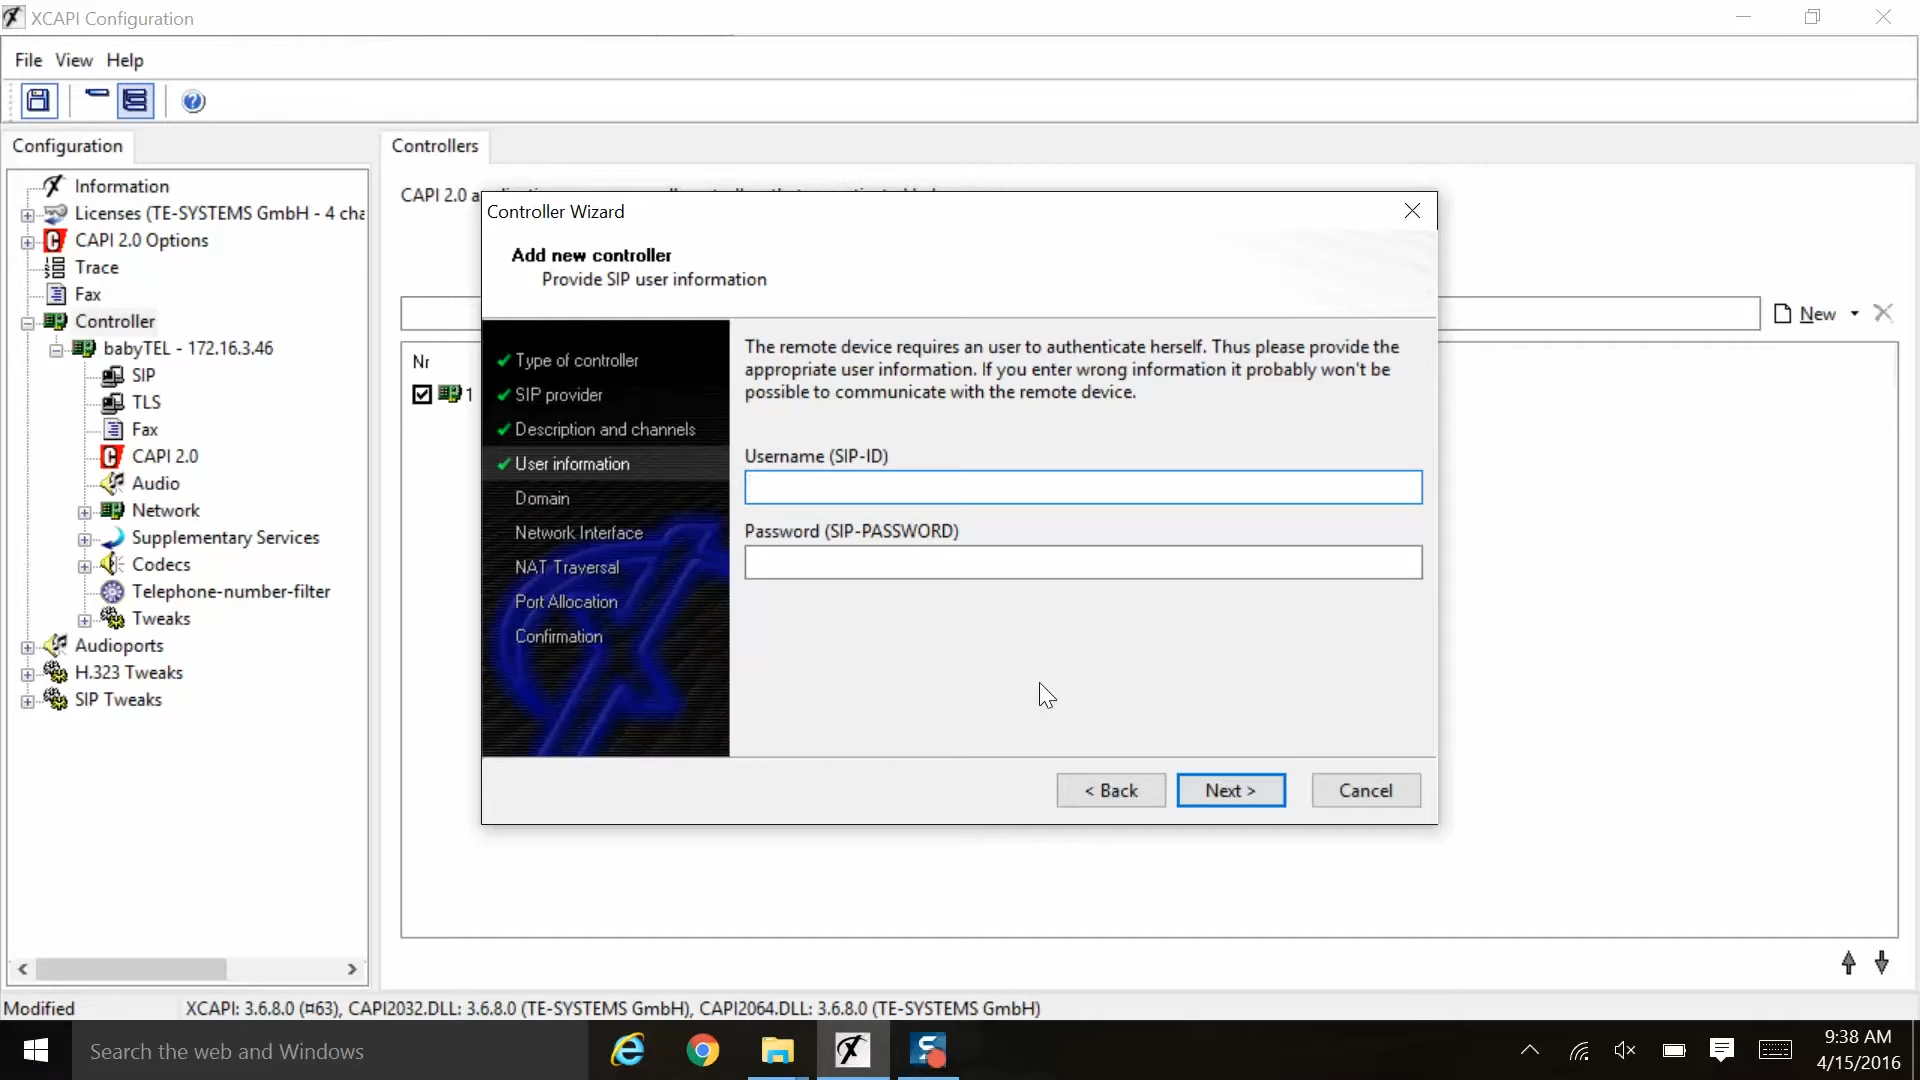 XCAPI Configuration
File View Help
Configuration
Controllers
Information
Licenses (TE-SYSTEMS GmbH - 4 cha
CAPI 2.0 Options
Trace
Fax
Controller
babyTEL - 172.16.3.46
SIP
TLS
Fax
CAPI 2.0
Audio
Network
Supplementary Services
Codecs
Telephone-number-filter
Tweaks
Audioports
H.323 Tweaks
SIP Tweaks
CAPI 2.0
New
Nr
1
Controller Wizard
Add new controller
Provide SIP user information
Type of controller
SIP provider
Description and channels
User information
Domain
Network Interface
NAT Traversal
Port Allocation
Confirmation
The remote device requires an user to authenticate herself. Thus please provide the
appropriate user information. If you enter wrong information it probably won't be
possible to communicate with the remote device.
Username (SIP-ID)
Password (SIP-PASSWORD)
< Back
Next >
Cancel
Modified
XCAPI: 3.6.8.0 (¤63), CAPI2032.DLL: 3.6.8.0 (TE-SYSTEMS GmbH), CAPI2064.DLL: 3.6.8.0 (TE-SYSTEMS GmbH)
Search the web and Windows
9:38 AM
4/15/2016